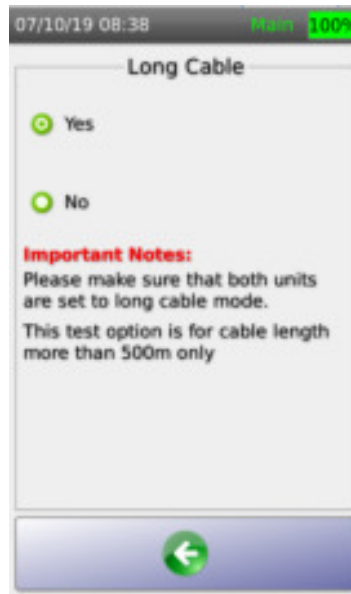 07/10/19 08:38 Main 100%
Long Cable
Yes
No
Important Notes:
Please make sure that both units
are set to long cable mode.
This test option is for cable length
more than 500m only